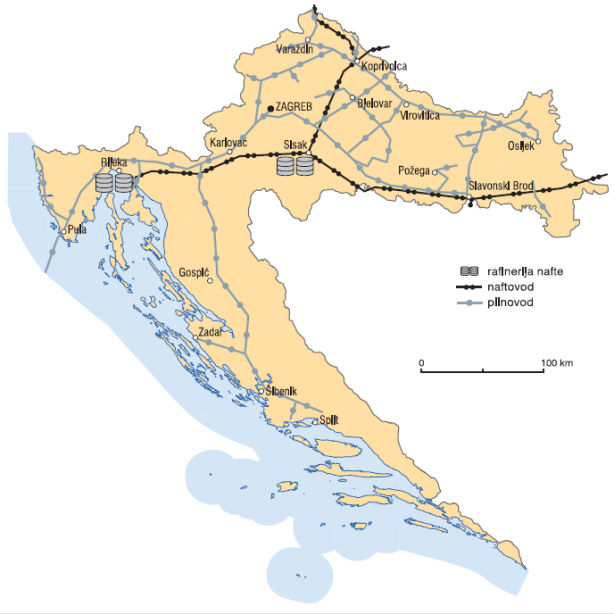 Varaždin
Koprivnica
ZAGREB
Bjelovar
Virovitica
Osijek
Karlovac
Sisak
Rijeka
Požega
Slavonski Brod
Pula
Gospić
Zadar
Šibenik
Split
rafinerija nafte
naftovod
plinovod
0 100 km